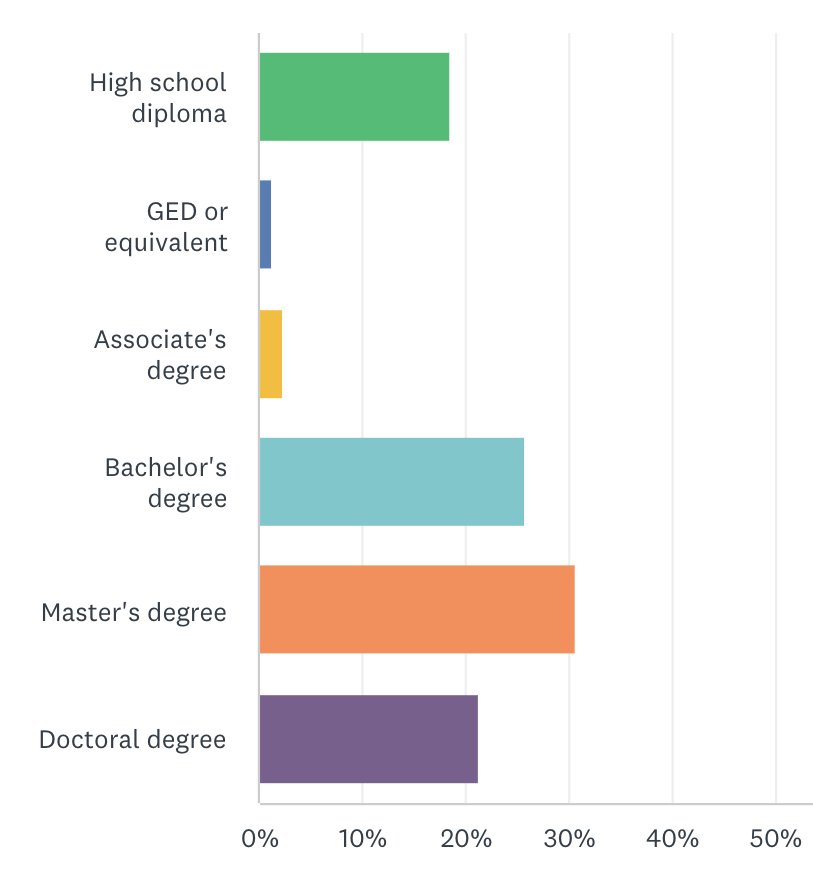 High school
diploma
GED or
equivalent
Associate's
degree
Bachelor's
degree
Master's degree
Doctoral degree
0% 10% 20% 30% 40% 50%